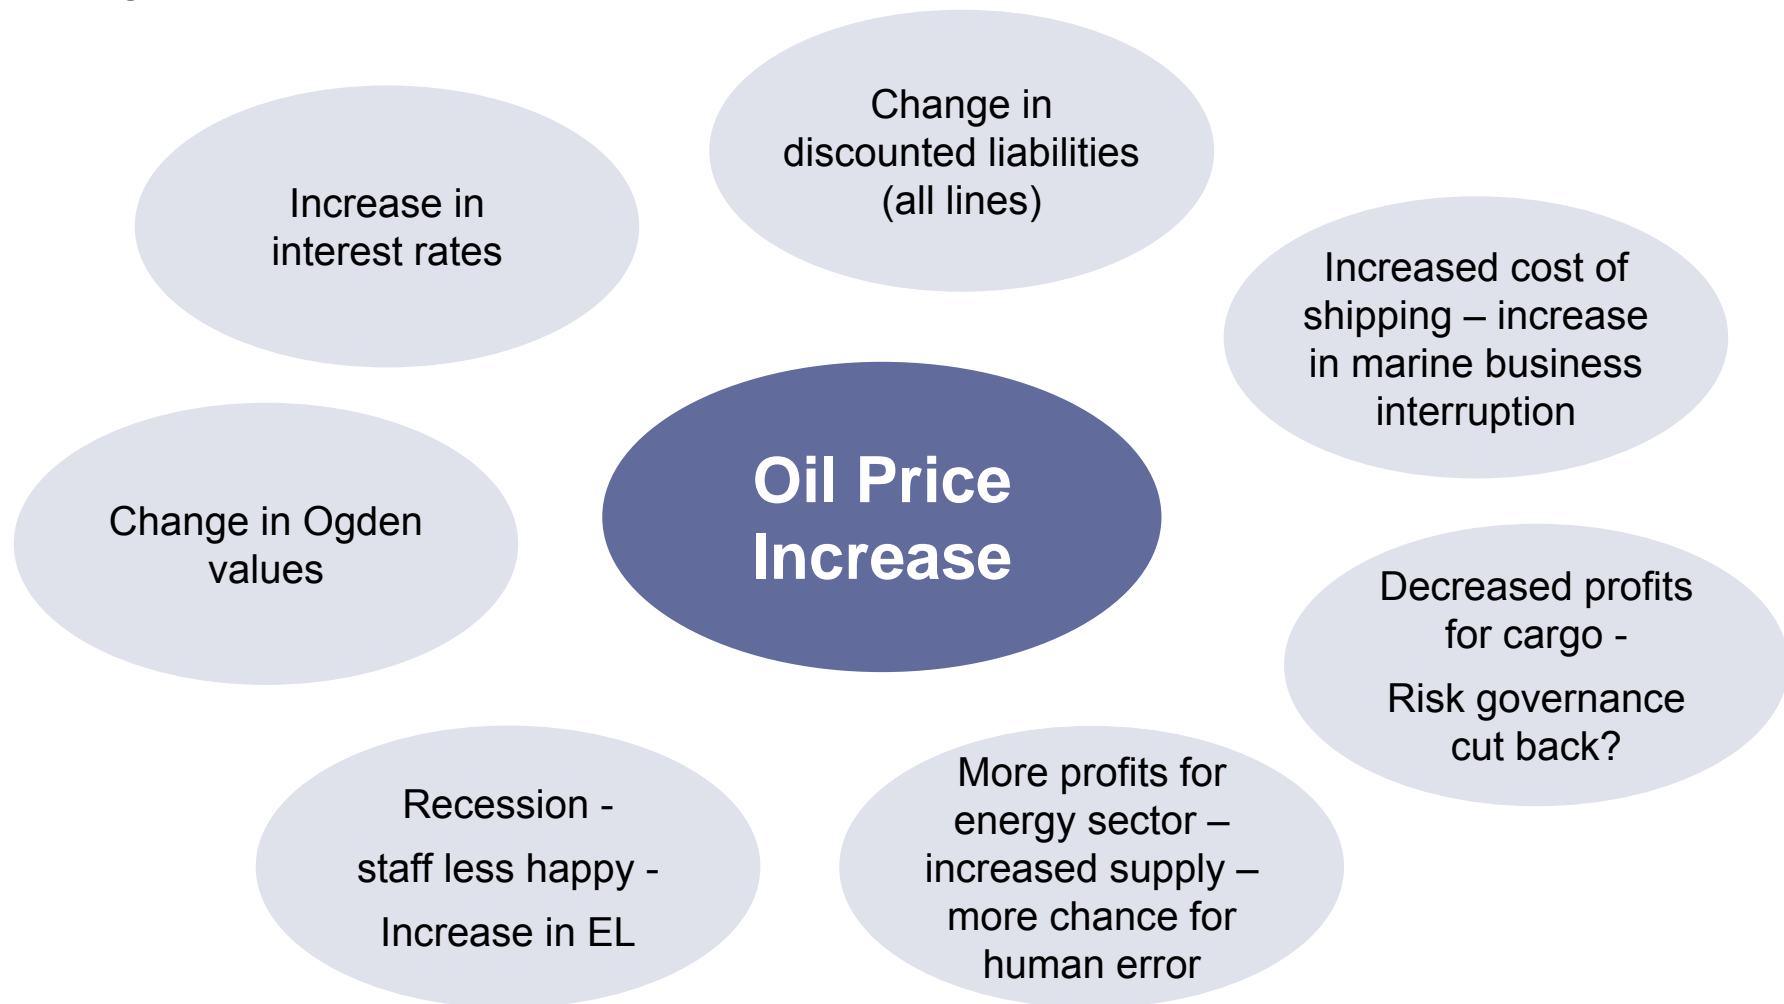 Change in
discounted liabilities
(all lines)
Increase in
interest rates
Increased cost of
shipping – increase
in marine business
interruption
Oil Price
Increase
Change in Ogden
values
Decreased profits
for cargo -
Risk governance
cut back?
Recession -
staff less happy -
Increase in EL
More profits for
energy sector –
increased supply –
more chance for
human error